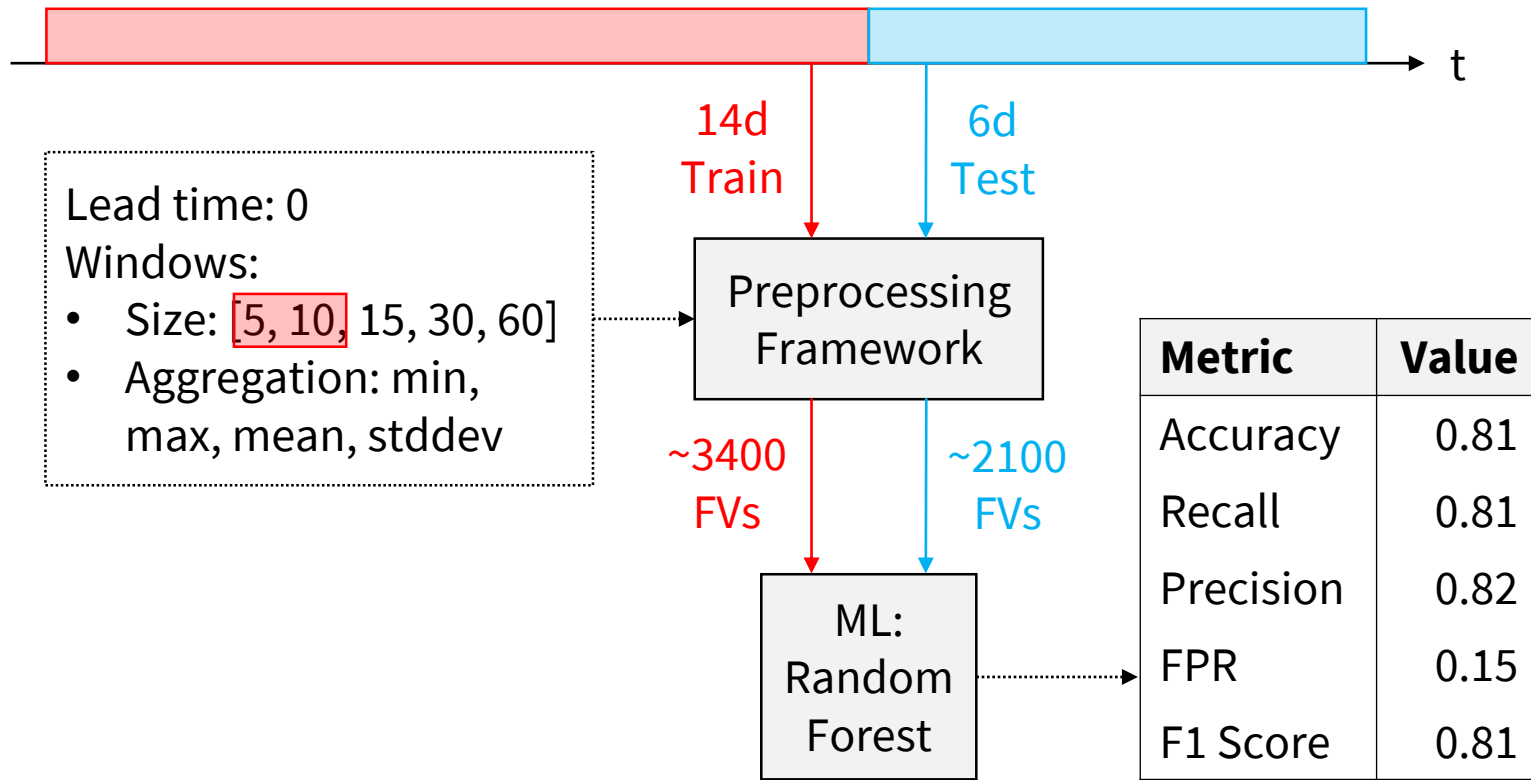 t
14d
Train
6d
Test
Lead time: 0
Windows:
• Size: [5, 10, 15, 30, 60]
• Aggregation: min,
max, mean, stddev
Preprocessing
Framework
~3400
FVs
~2100
FVs
ML:
Random
Forest
Metric Value
Accuracy 0.81
Recall 0.81
Precision 0.82
FPR 0.15
F1 Score 0.81